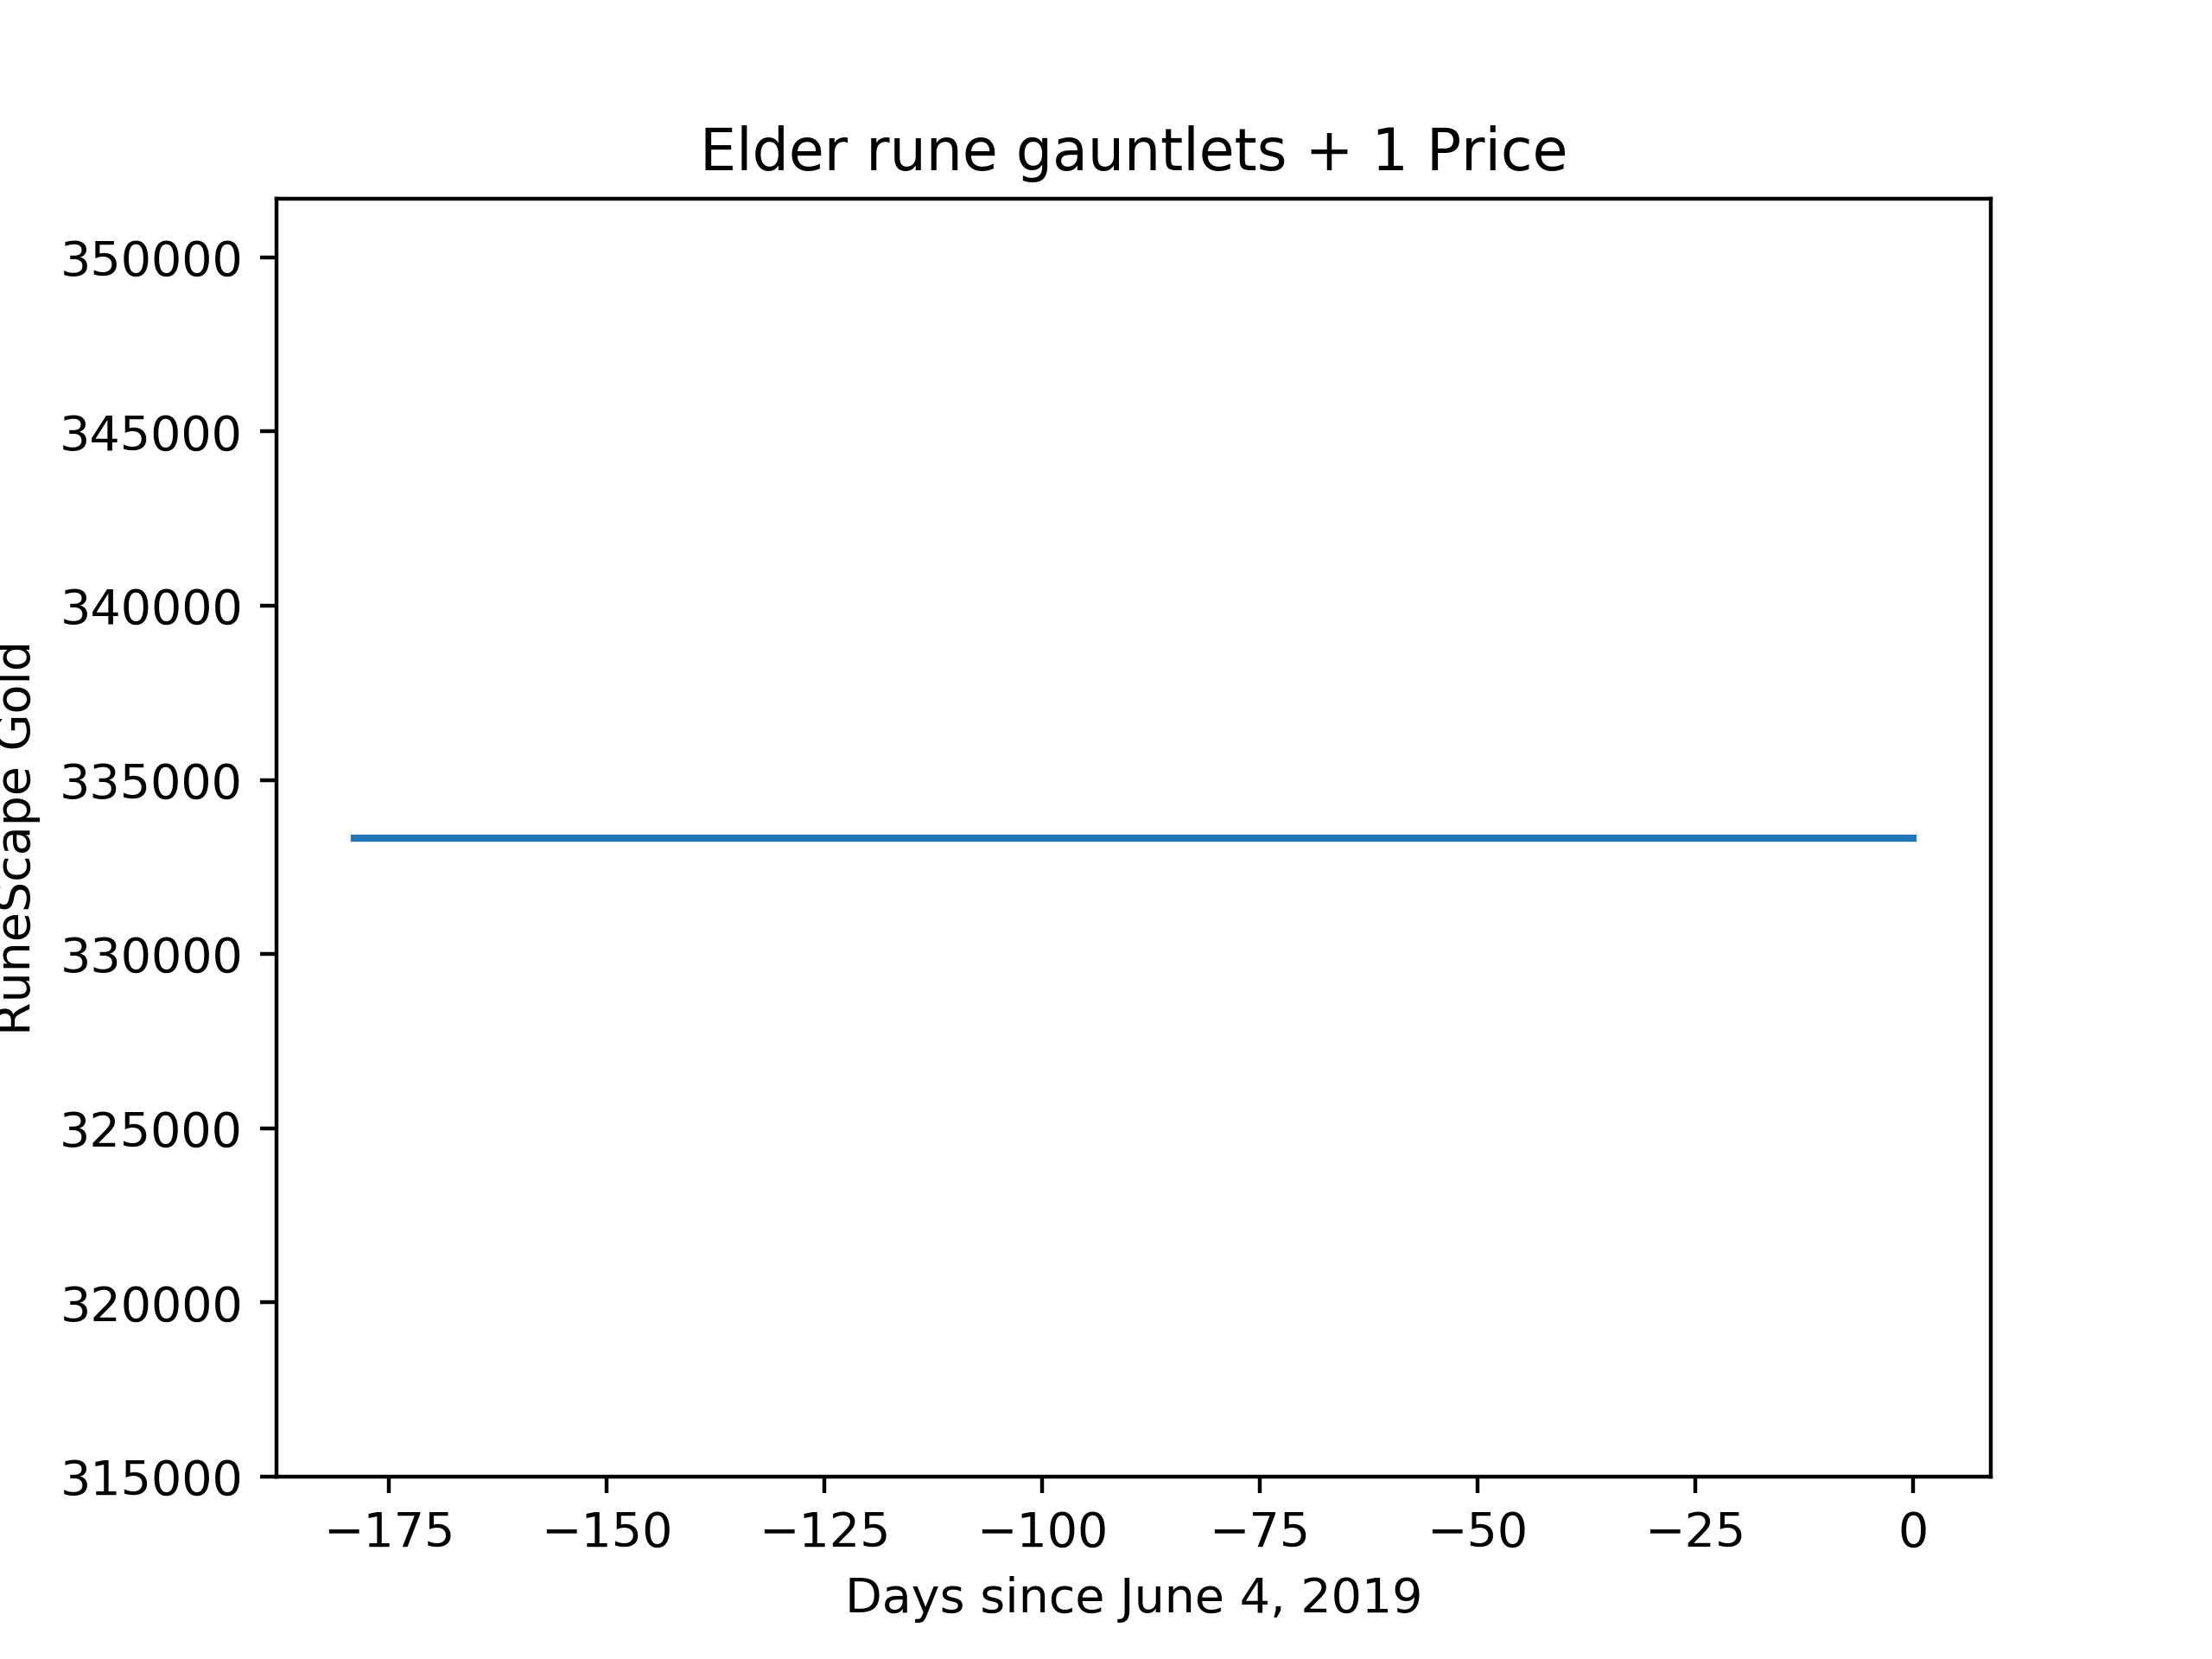 Elder rune gauntlets + 1 Price
350000
345000
340000
335000
330000
325000
320000
315000
RuneScape Gold
−175 −150 −125 −100 −75 −50 −25 0
Days since June 4, 2019